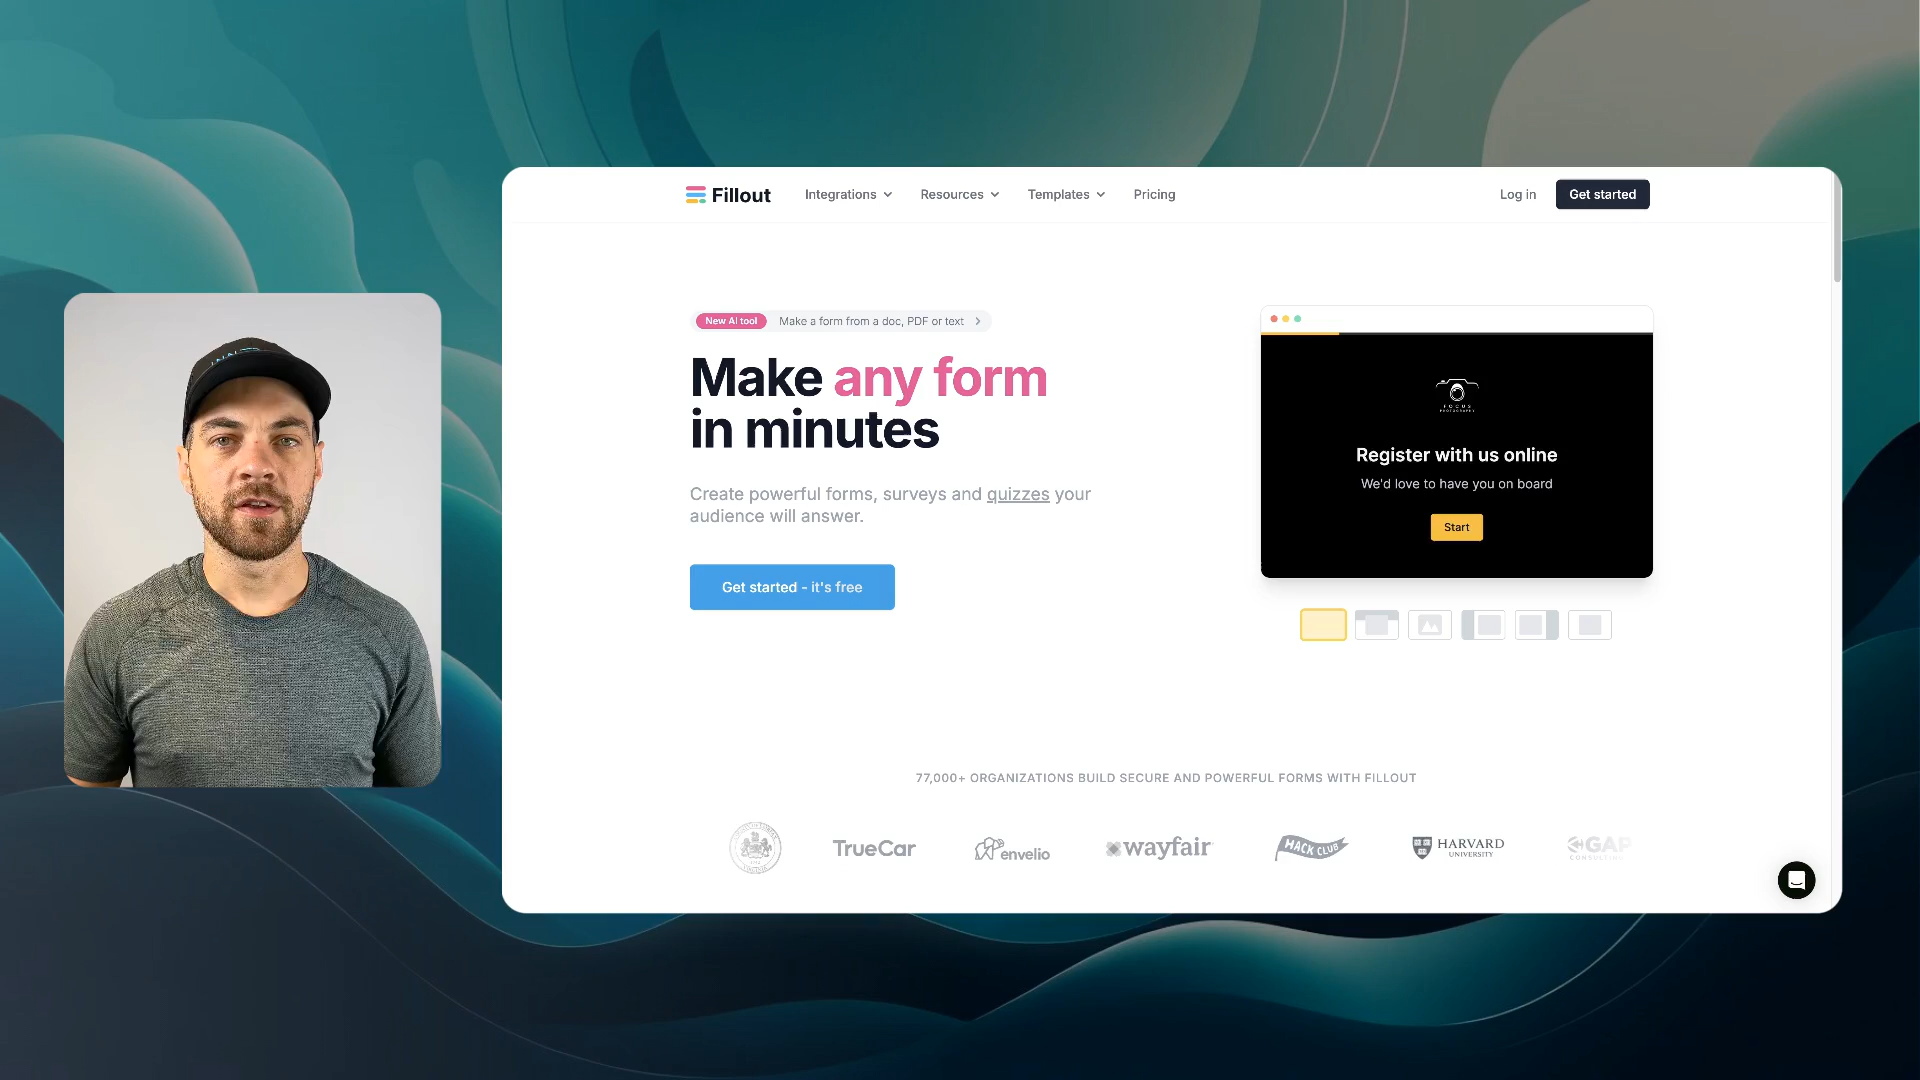 Fillout
Integrations
Resources
Templates
Pricing
Log in
Get started
New AI tool
Make a form from a doc, PDF or text
Make any form
in minutes
Create powerful forms, surveys and quizzes your
audience will answer.
Get started - it's free
FOCUS
PHOTOGRAPHY
Register with us online
We'd love to have you on board
Start
77,000+ ORGANIZATIONS BUILD SECURE AND POWERFUL FORMS WITH FILLOUT
TrueCar
envelio
wayfair
HACK CLUB
HARVARD
UNIVERSITY
GAP
CONSULTING